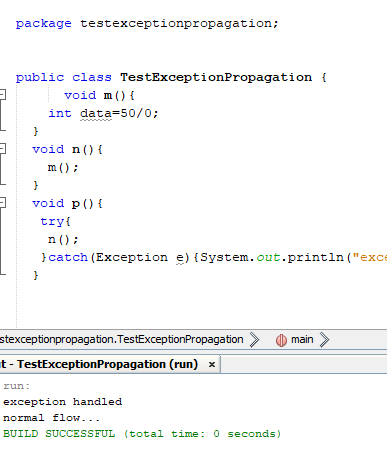 package testexceptionpropagation;
public class TestExceptionPropagation {
void m(){
int data=50/0;
}
void n(){
m();
}
void p(){
try{
n();
}catch(Exception e){System.out.println("exce
}
stexceptionpropagation.TestExceptionPropagation
main
t - TestExceptionPropagation (run) ×
run:
exception handled
normal flow...
BUILD SUCCESSFUL (total time: 0 seconds)